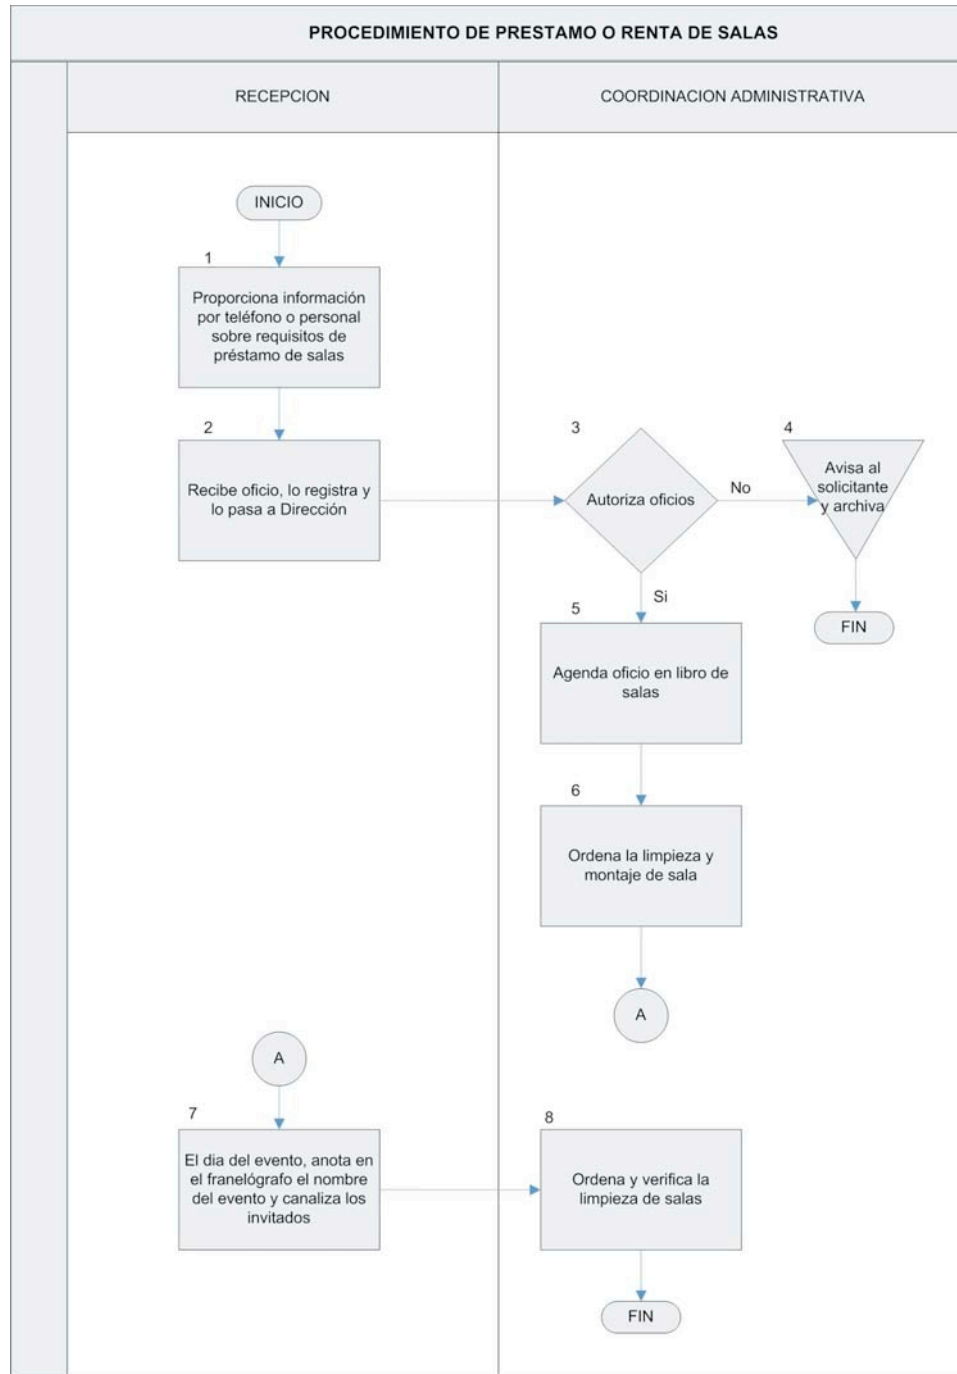 PROCEDIMIENTO DE PRESTAMO O RENTA DE SALAS
RECEPCION
COORDINACION ADMINISTRATIVA
INICIO
1
Proporciona información
por teléfono o personal
sobre requisitos de
préstamo de salas
2
Recibe oficio, lo registra y
lo pasa a Dirección
3
Autoriza oficios
No
4
Avisa al
solicitante
y archiva
FIN
Si
5
Agenda oficio en libro de
salas
6
Ordena la limpieza y
montaje de sala
A
A
7
El dia del evento, anota en
el franelógrafo el nombre
del evento y canaliza los
invitados
8
Ordena y verifica la
limpieza de salas
FIN